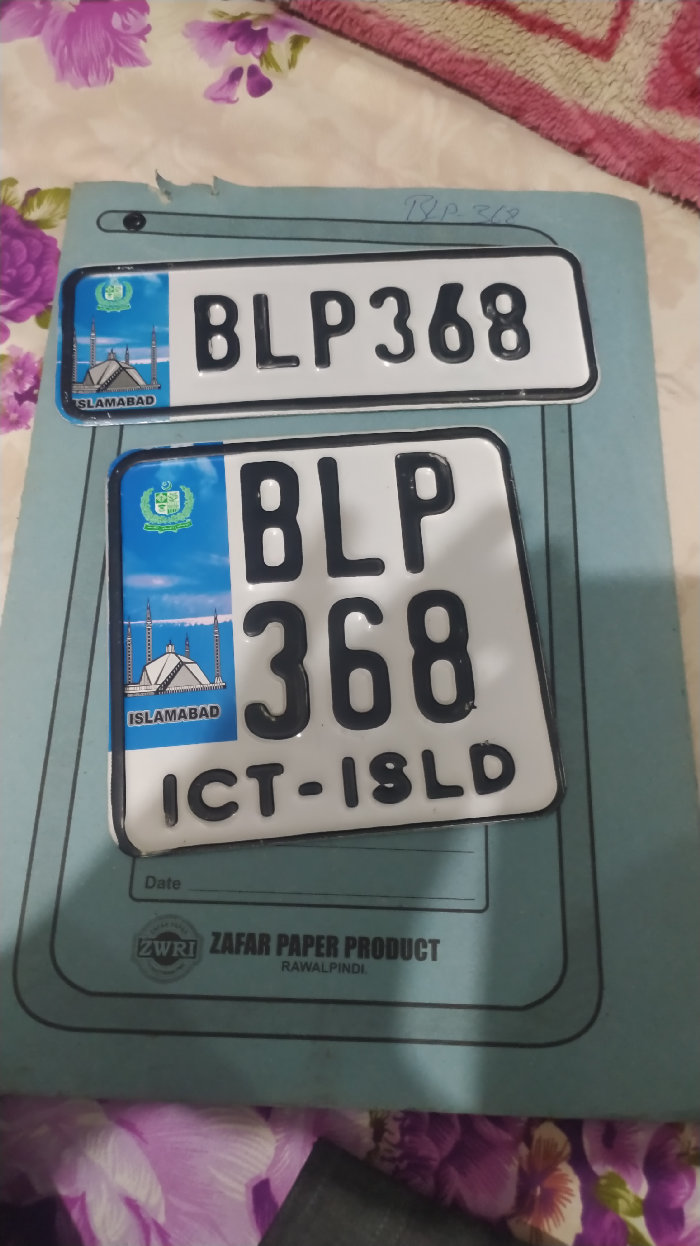 BLP-368
BLP368
ISLAMABAD
BLP
368
ISLAMABAD
ICT-ISLD
Date
ZWRI
ZAFAR PAPER PRODUCT
RAWALPINDI.